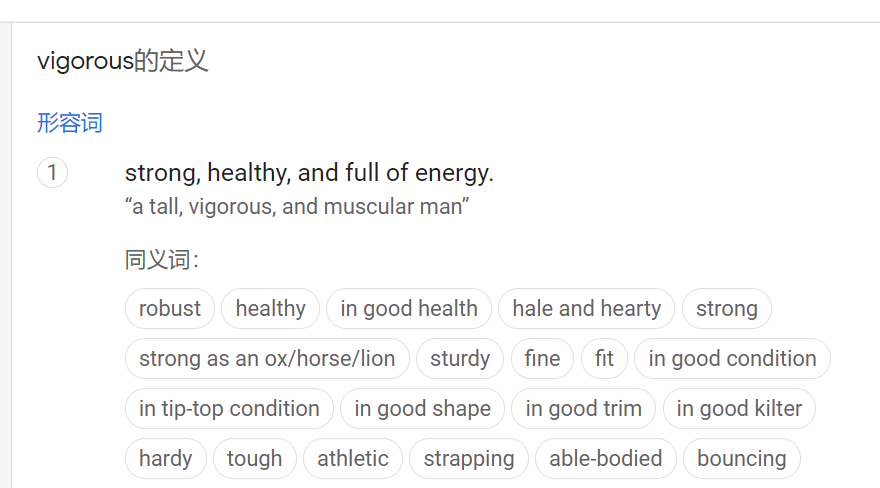 vigorous的定义
形容词
1 strong, healthy, and full of energy.
“a tall, vigorous, and muscular man”
同义词：
robust healthy in good health hale and hearty strong
strong as an ox/horse/lion sturdy fine fit in good condition
in tip-top condition in good shape in good trim in good kilter
hardy tough athletic strapping able-bodied bouncing